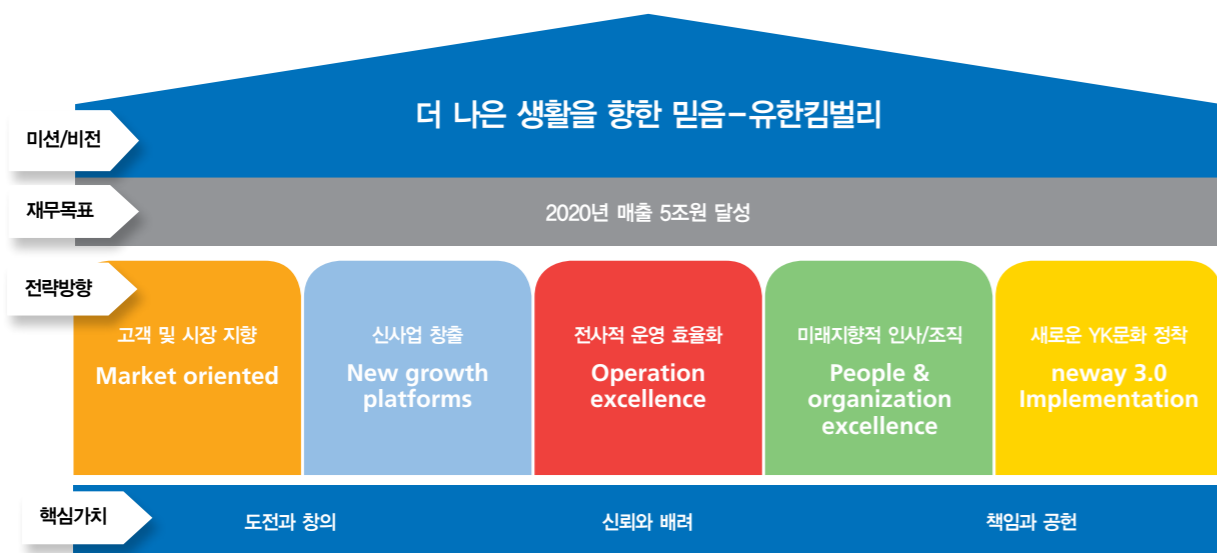 더 나은 생활을 향한 믿음-유한킴벌리
미션/비전
재무목표
2020년 매출 5조원 달성
전략방향
고객 및 시장 지향
Market oriented
신사업 창출
New growth
platforms
전사적 운영 효율화
Operation
excellence
미래지향적 인사/조직
People &
organization
excellence
새로운 YK문화 정착
neway 3.0
Implementation
핵심가치
도전과 창의
신뢰와 배려
책임과 공헌